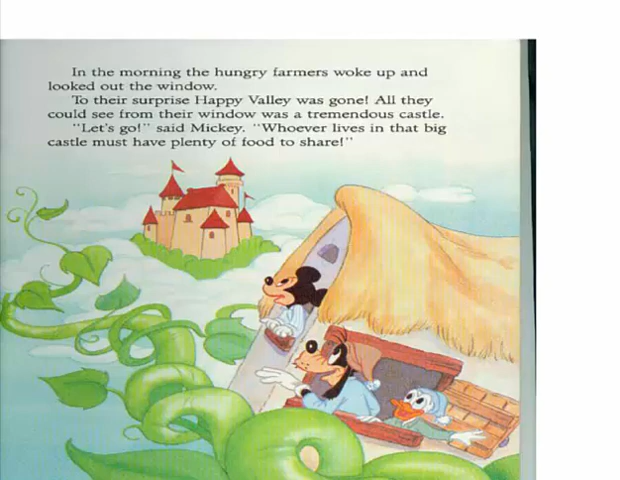 In the morning the hungry farmers woke up and
looked out the window.
To their surprise Happy Valley was gone! All they
could see from their window was a tremendous castle.
"Let's go!" said Mickey. "Whoever lives in that big
castle must have plenty of food to share!"